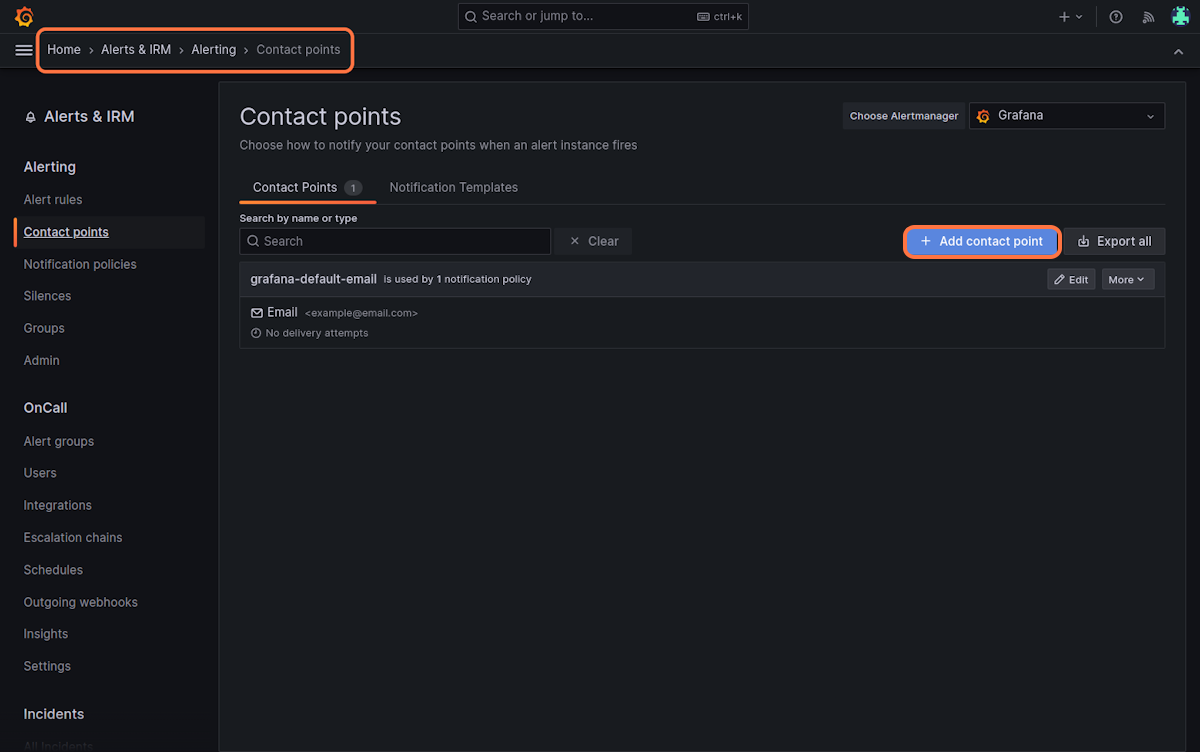 Search or jump to...
ctrl+k
Home › Alerts & IRM › Alerting › Contact points
Alerts & IRM
Alerting
Alert rules
Contact points
Notification policies
Silences
Groups
Admin
OnCall
Alert groups
Users
Integrations
Escalation chains
Schedules
Outgoing webhooks
Insights
Settings
Incidents
All Incidents
Contact points
Choose Alertmanager
Grafana
Choose how to notify your contact points when an alert instance fires
Contact Points 1
Notification Templates
Search by name or type
Search
Clear
+ Add contact point
Export all
grafana-default-email is used by 1 notification policy
Edit
More
Email <example@email.com>
No delivery attempts